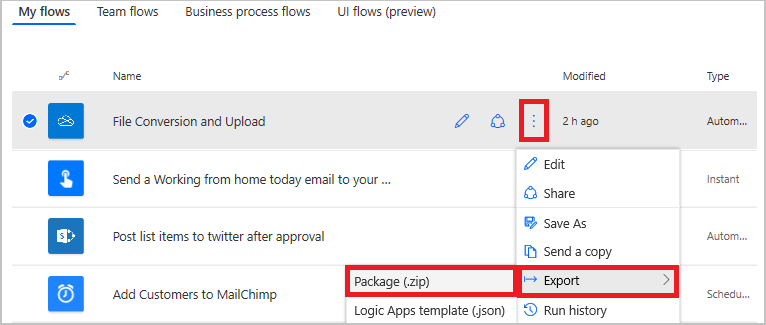 My flows Team flows Business process flows UI flows (preview)
Name Modified Type
File Conversion and Upload 2 h ago Autom...
Edit
Send a Working from home today email to your ... Instant
Share
Save As
Post list items to twitter after approval Autom...
Send a copy
Package (.zip) Export
Add Customers to MailChimp Schedu...
Logic Apps template (.json) Run history